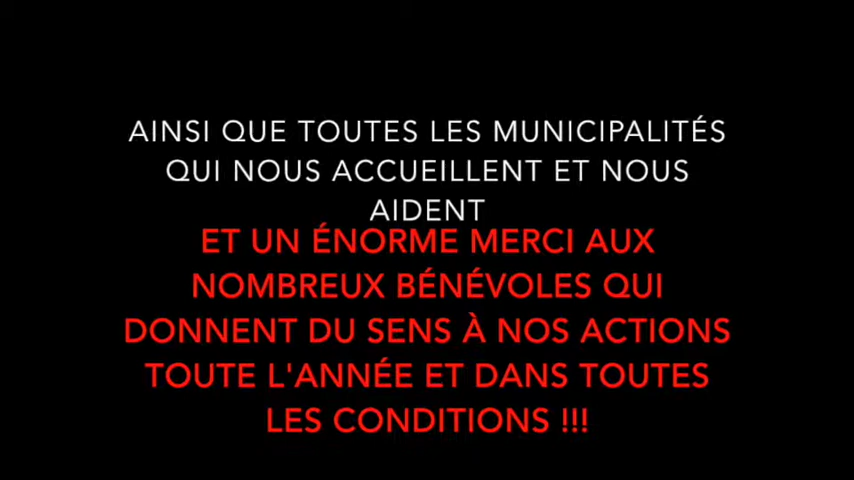 AINSI QUE TOUTES LES MUNICIPALITÉS
QUI NOUS ACCUEILLENT ET NOUS
AIDENT
ET UN ÉNORME MERCI AUX
NOMBREUX BÉNÉVOLES QUI
DONNENT DU SENS À NOS ACTIONS
TOUTE L'ANNÉE ET DANS TOUTES
LES CONDITIONS !!!